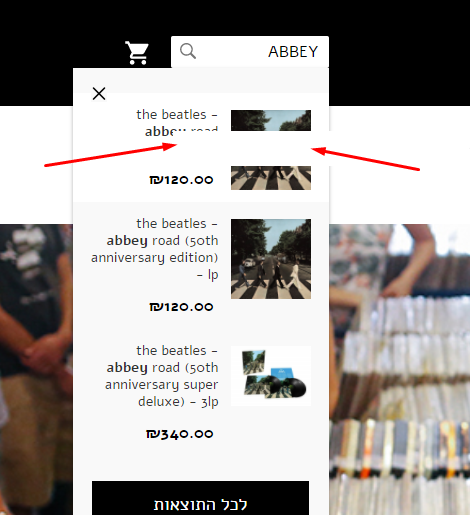 ABBEY
the beatles –
abbey road
₪120.00
the beatles –
abbey road (50th
anniversary edition)
– lp
₪120.00
the beatles –
abbey road (50th
anniversary super
deluxe) – 3lp
₪340.00
לכל התוצאות